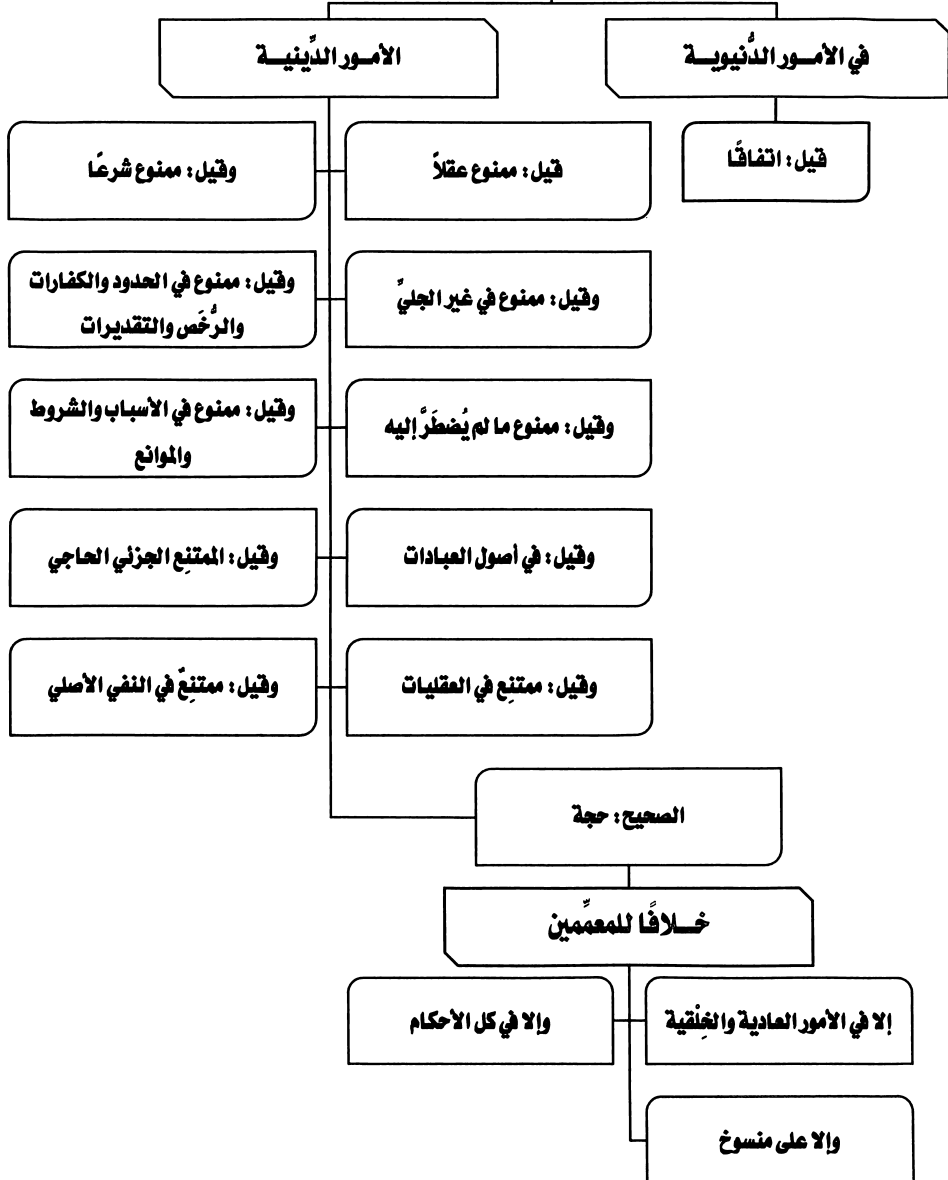 في الأمـور الدُّنيويـة
الأمـور الدِّينيـة
قيل: اتفاقًا
قيل: ممنوع عقلاً
وقيل: ممنوع شرعًا
وقيل: ممنوع في غير الجليِّ
وقيل: ممنوع في الحدود والكفارات
والرُّخَص والتقديرات
وقيل: ممنوع ما لم يُضطَرَّ إليه
وقيل: ممنوع في الأسباب والشروط
والموانع
وقيل: في أصول العبادات
وقيل: الممتنِع الجزئي الحاجي
وقيل: ممتنِع في العقليات
وقيل: ممتنِعٌ في النفي الأصلي
الصحيح: حجة
خـلافًا للمعمِّمين
إلا في الأمور العادية والخِلْقية
وإلا في كل الأحكام
وإلا على منسوخ